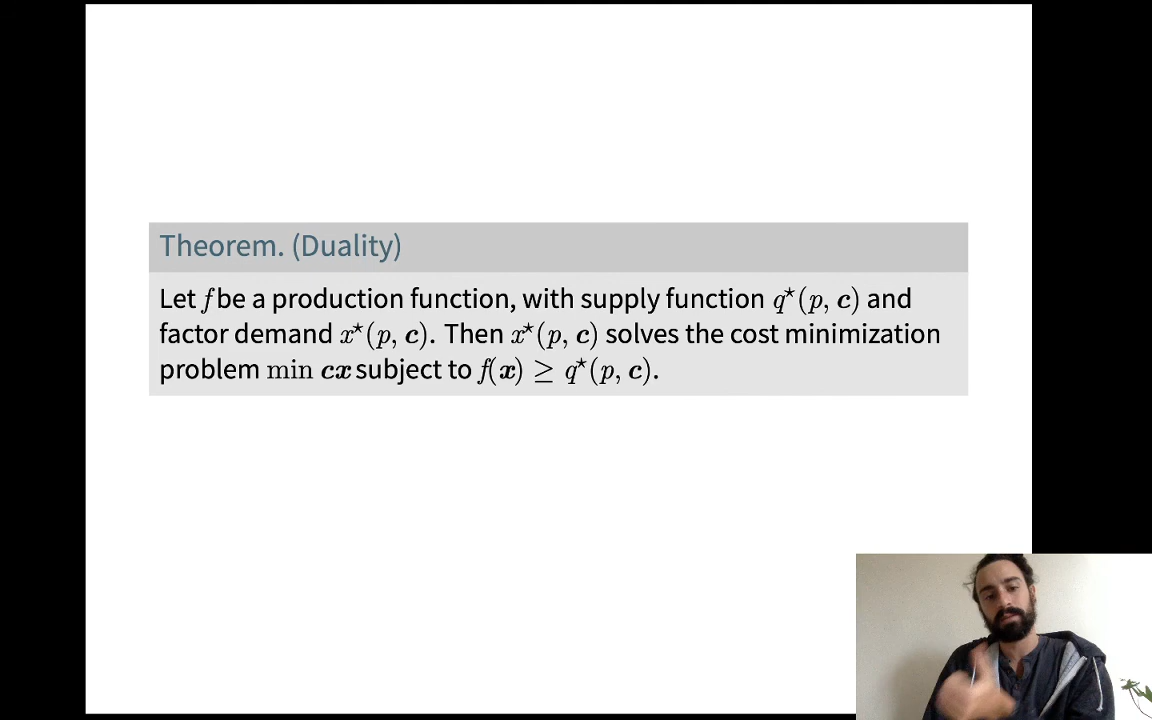 Theorem. (Duality)
Let f be a production function, with supply function q⋆(p, c) and
factor demand x⋆(p, c). Then x⋆(p, c) solves the cost minimization
problem min cx subject to f(x) ≥ q⋆(p, c).